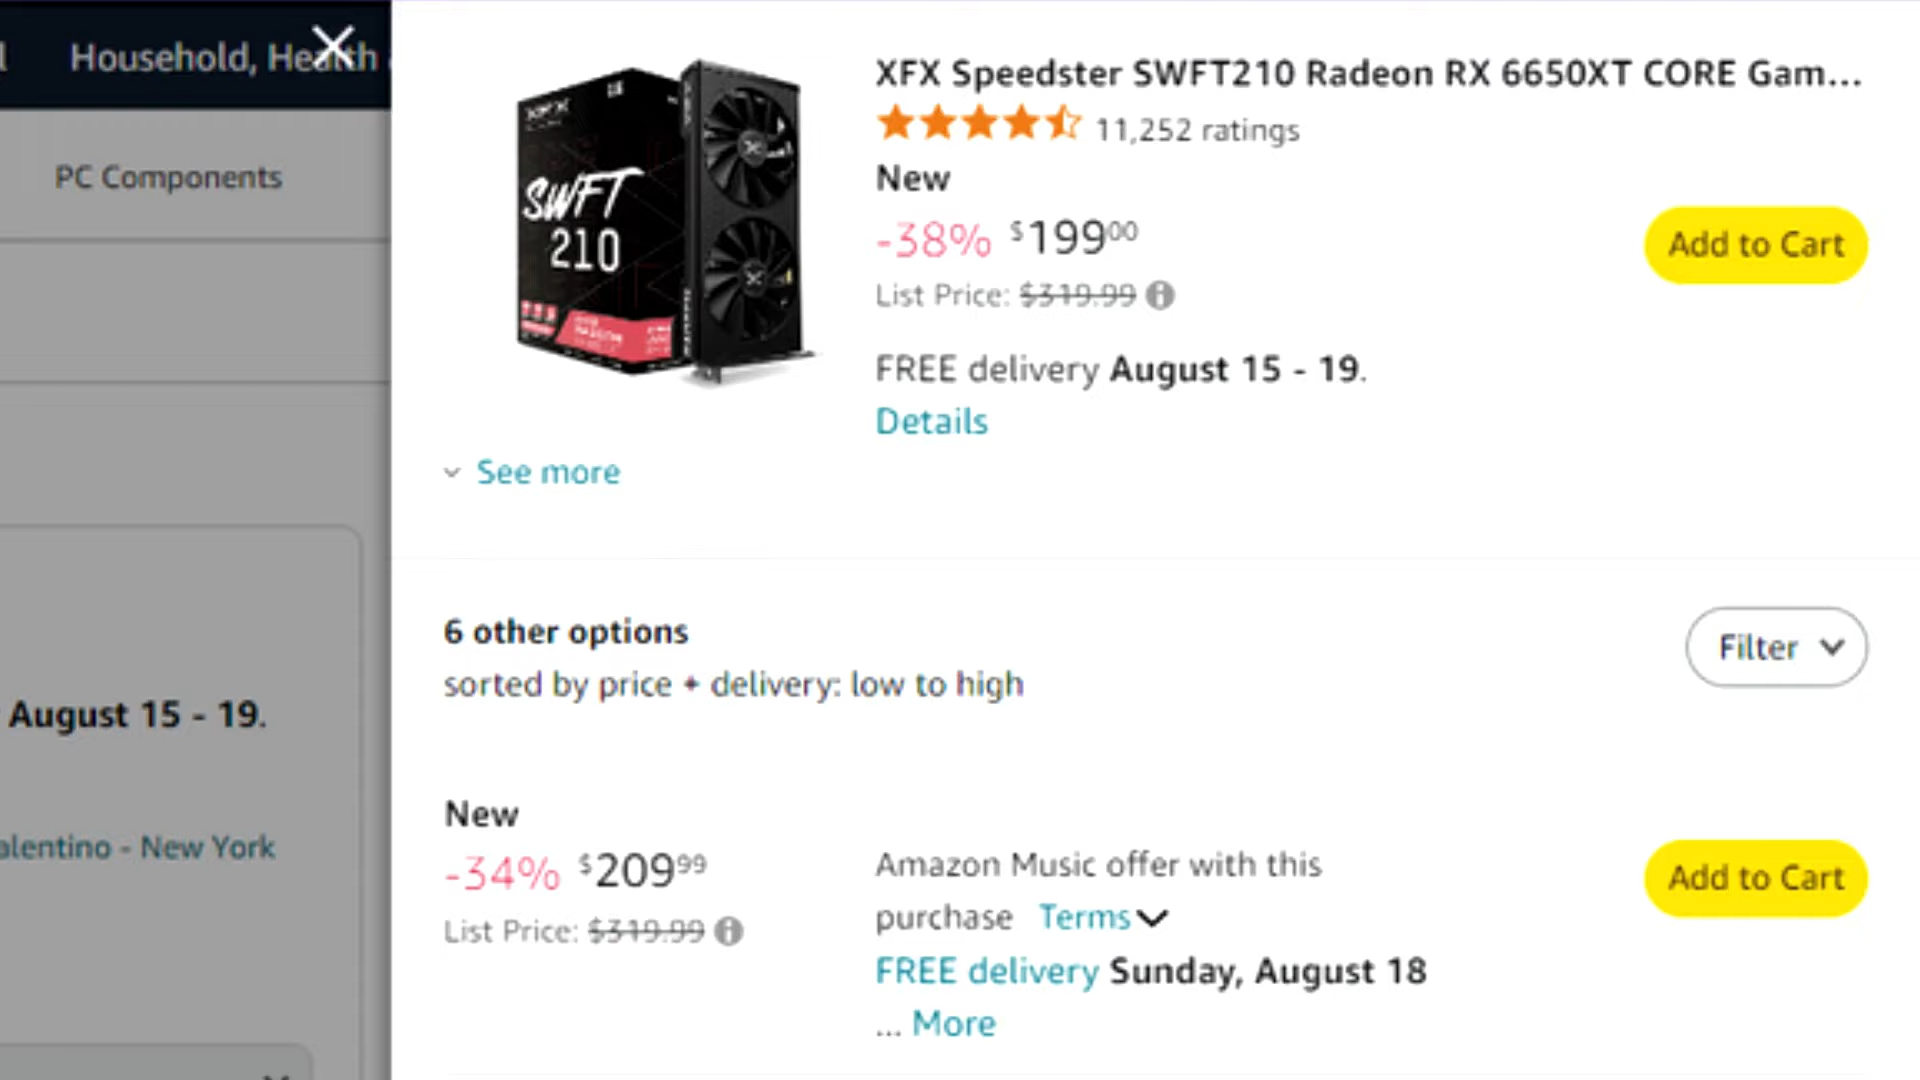 Household, Health
PC Components
August 15 - 19.
alentino - New York
SWFT
210
XFX Speedster SWFT210 Radeon RX 6650XT CORE Gam...
11,252 ratings
New
-38% $19900
List Price: $319.99
Add to Cart
FREE delivery August 15 - 19.
Details
See more
6 other options
sorted by price + delivery: low to high
Filter
New
-34% $20999
List Price: $319.99
Amazon Music offer with this
purchase Terms
FREE delivery Sunday, August 18
... More
Add to Cart